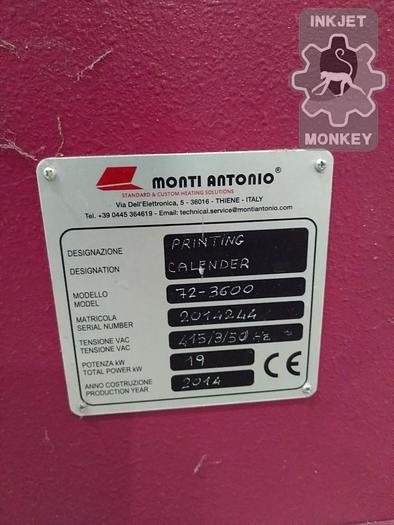 INKJET
MONKEY
MONTI ANTONIO®
STANDARD & CUSTOM HEATING SOLUTIONS
Via Dell'Elettronica, 5 - 36016 - THIENE - ITALY
Tel. +39 0445 364619 - Email: technical.service@montiantonio.com
DESIGNAZIONE PRINTING
DESIGNATION CALENDER
MODELLO
MODEL 72-3600
MATRICOLA
SERIAL NUMBER 2014244
TENSIONE VAC
TENSIONE VAC 415/3/50Hz
POTENZA kW
TOTAL POWER kW 19
ANNO COSTRUZIONE
PRODUCTION YEAR 2014
CE